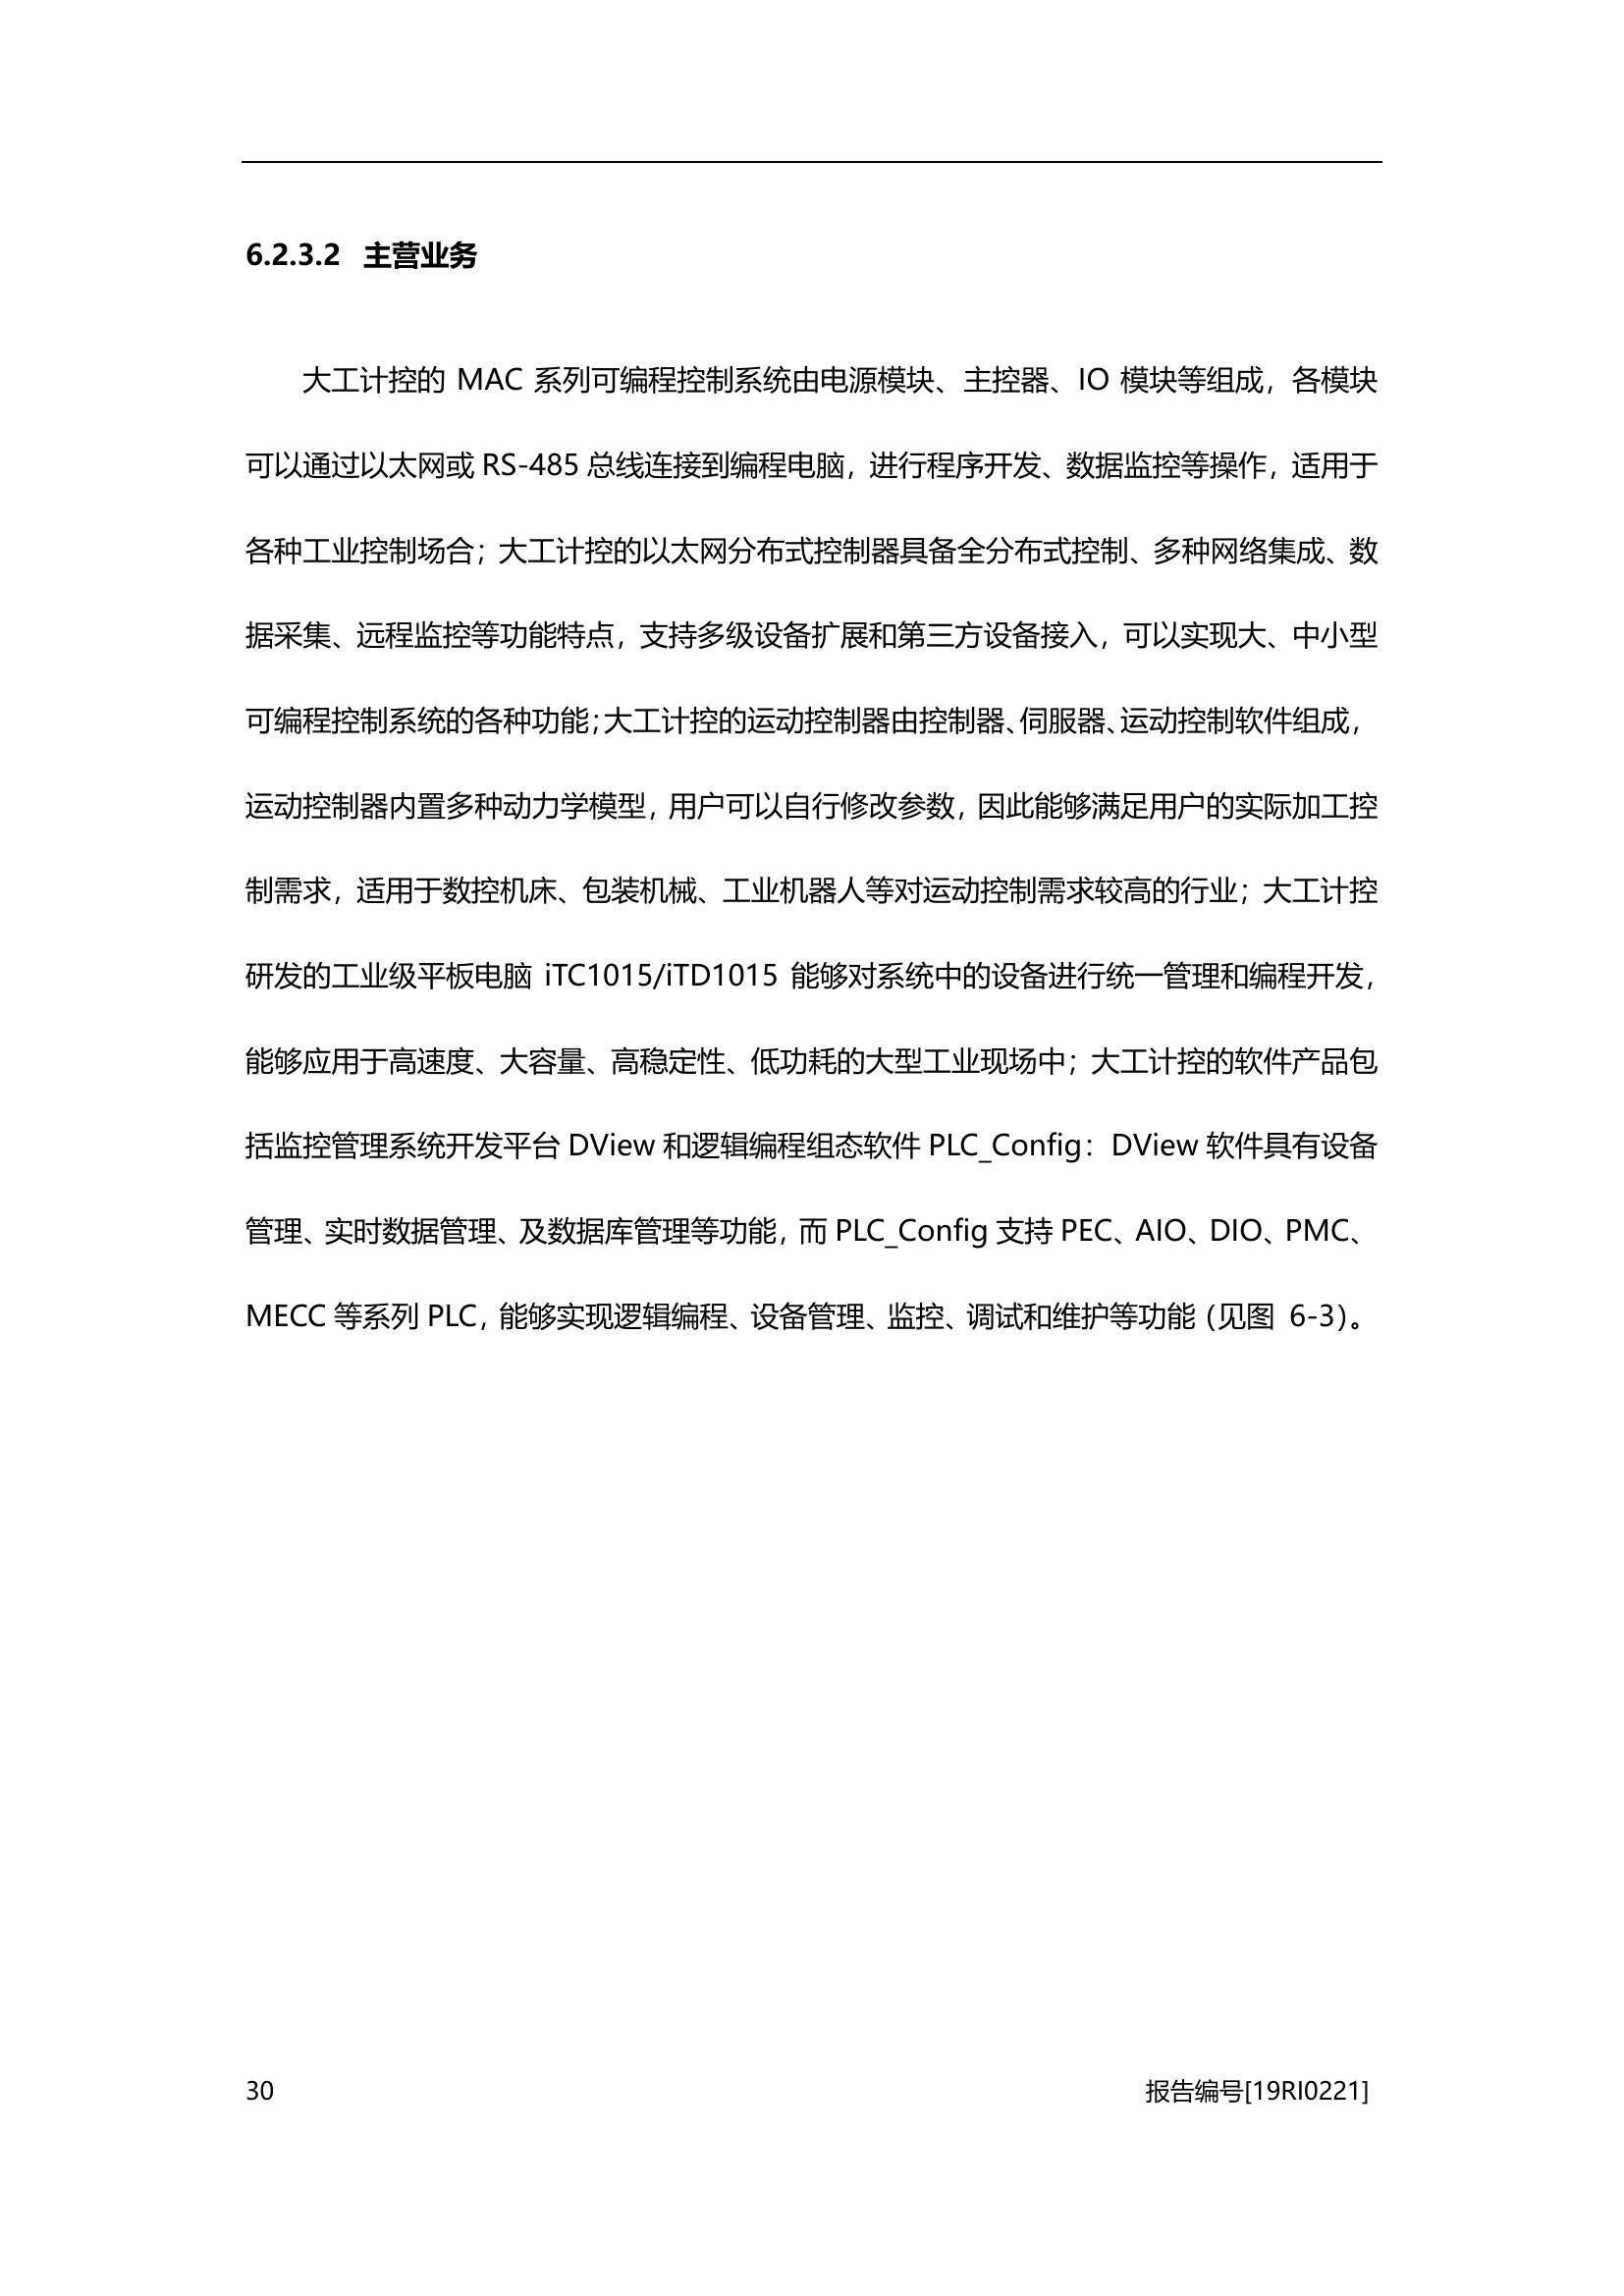 6.2.3.2 主营业务
大工计控的 MAC 系列可编程控制系统由电源模块、主控器、IO 模块等组成，各模块
可以通过以太网或 RS-485 总线连接到编程电脑，进行程序开发、数据监控等操作，适用于
各种工业控制场合；大工计控的以太网分布式控制器具备全分布式控制、多种网络集成、数
据采集、远程监控等功能特点，支持多级设备扩展和第三方设备接入，可以实现大、中小型
可编程控制系统的各种功能；大工计控的运动控制器由控制器、伺服器、运动控制软件组成，
运动控制器内置多种动力学模型，用户可以自行修改参数，因此能够满足用户的实际加工控
制需求，适用于数控机床、包装机械、工业机器人等对运动控制需求较高的行业；大工计控
研发的工业级平板电脑 iTC1015/iTD1015 能够对系统中的设备进行统一管理和编程开发，
能够应用于高速度、大容量、高稳定性、低功耗的大型工业现场中；大工计控的软件产品包
括监控管理系统开发平台 DView 和逻辑编程组态软件 PLC_Config：DView 软件具有设备
管理、实时数据管理、及数据库管理等功能，而 PLC_Config 支持 PEC、AIO、DIO、PMC、
MECC 等系列 PLC，能够实现逻辑编程、设备管理、监控、调试和维护等功能（见图 6-3）。
30 报告编号[19RI0221]